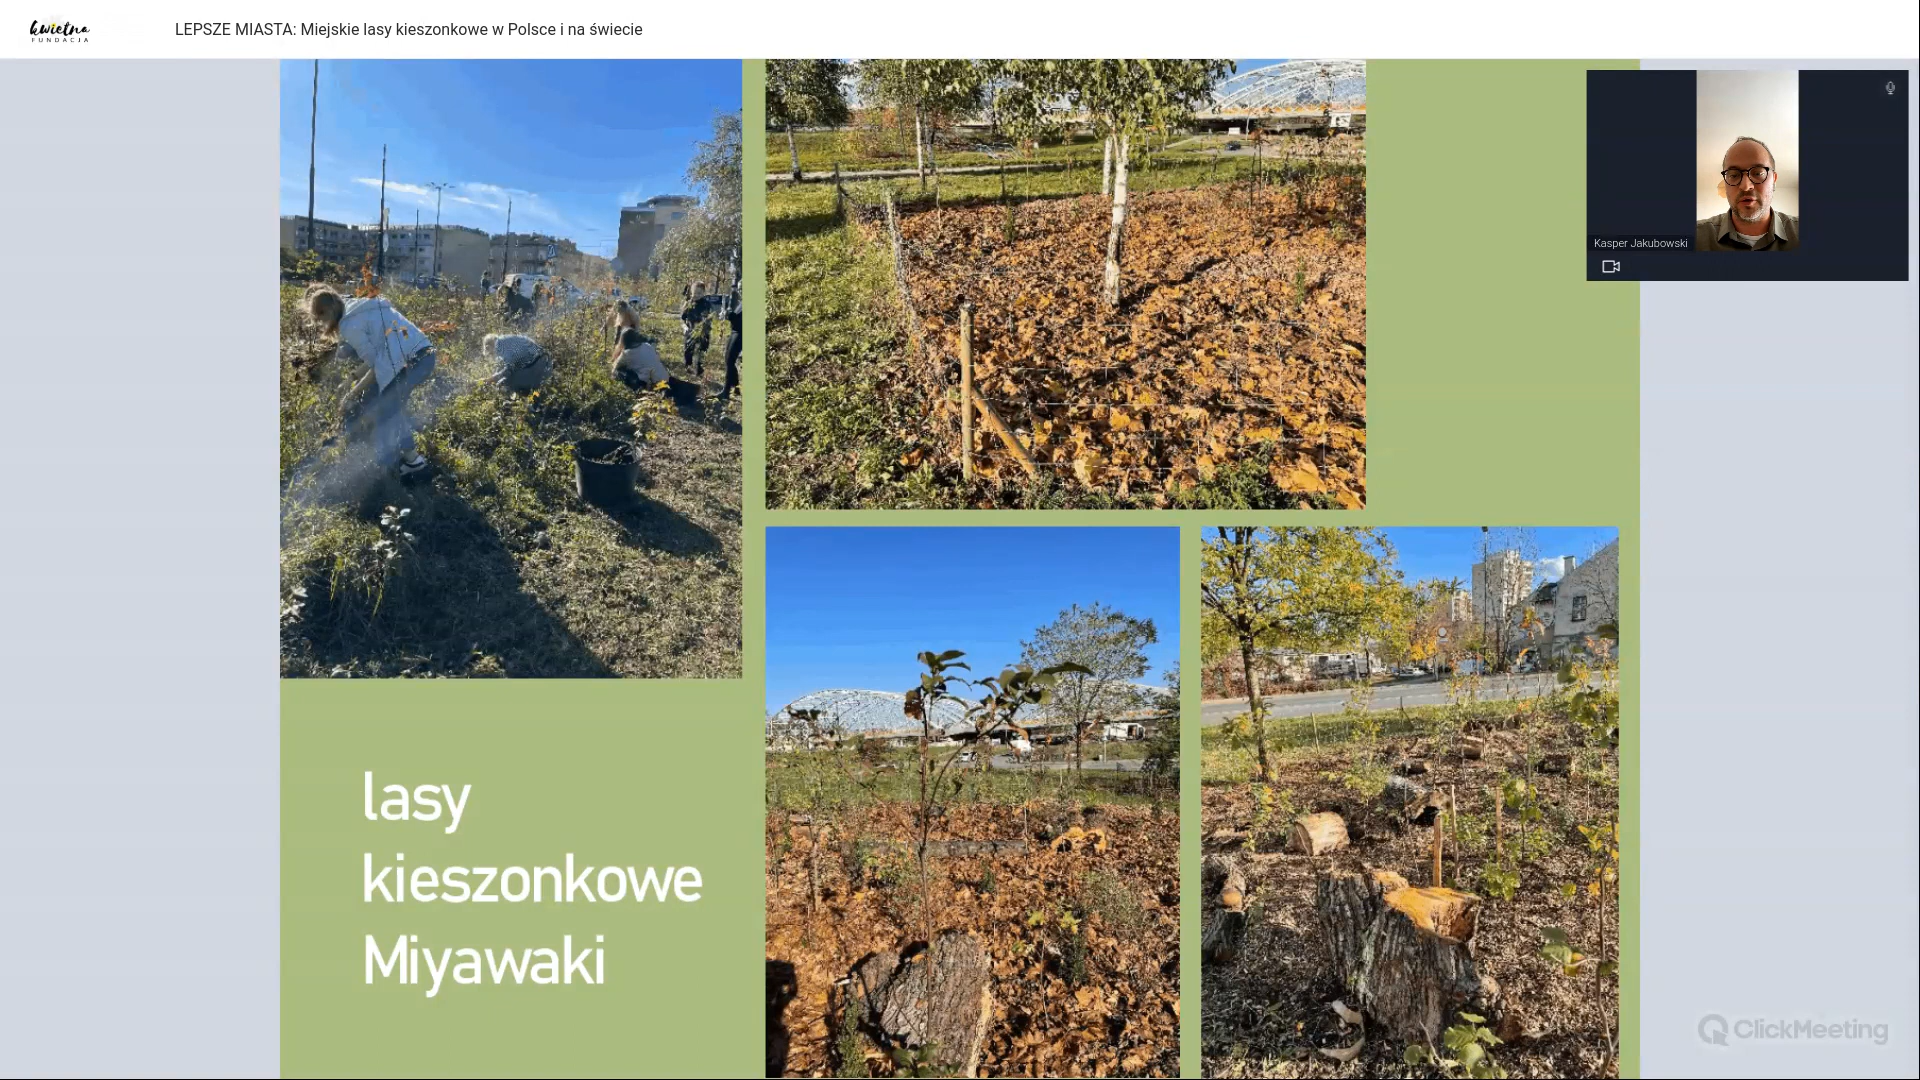 kwietna
FUNDACJA
LEPSZE MIASTA: Miejskie lasy kieszonkowe w Polsce i na świecie
Kasper Jakubowski
lasy
kieszonkowe
Miyawaki
ClickMeeting